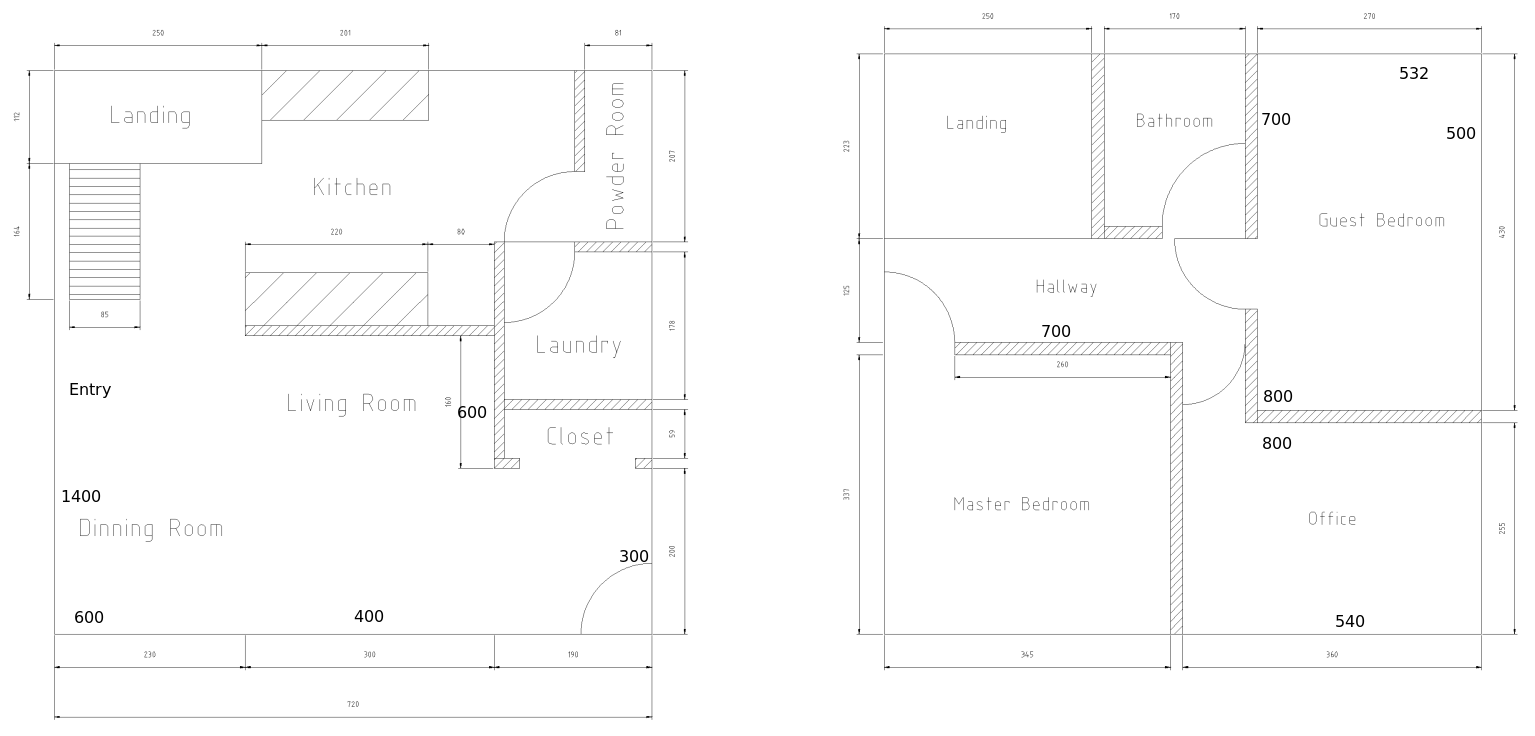 250
201
81
112
Landing
Powder Room
207
Kitchen
164
220
80
85
Laundry
178
Entry
Living Room
160
600
Closet
59
1400
Dinning Room
300
200
600
400
230
300
190
720
250
170
270
532
700
500
Landing
Bathroom
223
Guest Bedroom
430
Hallway
125
700
260
800
800
Master Bedroom
337
Office
255
540
345
360